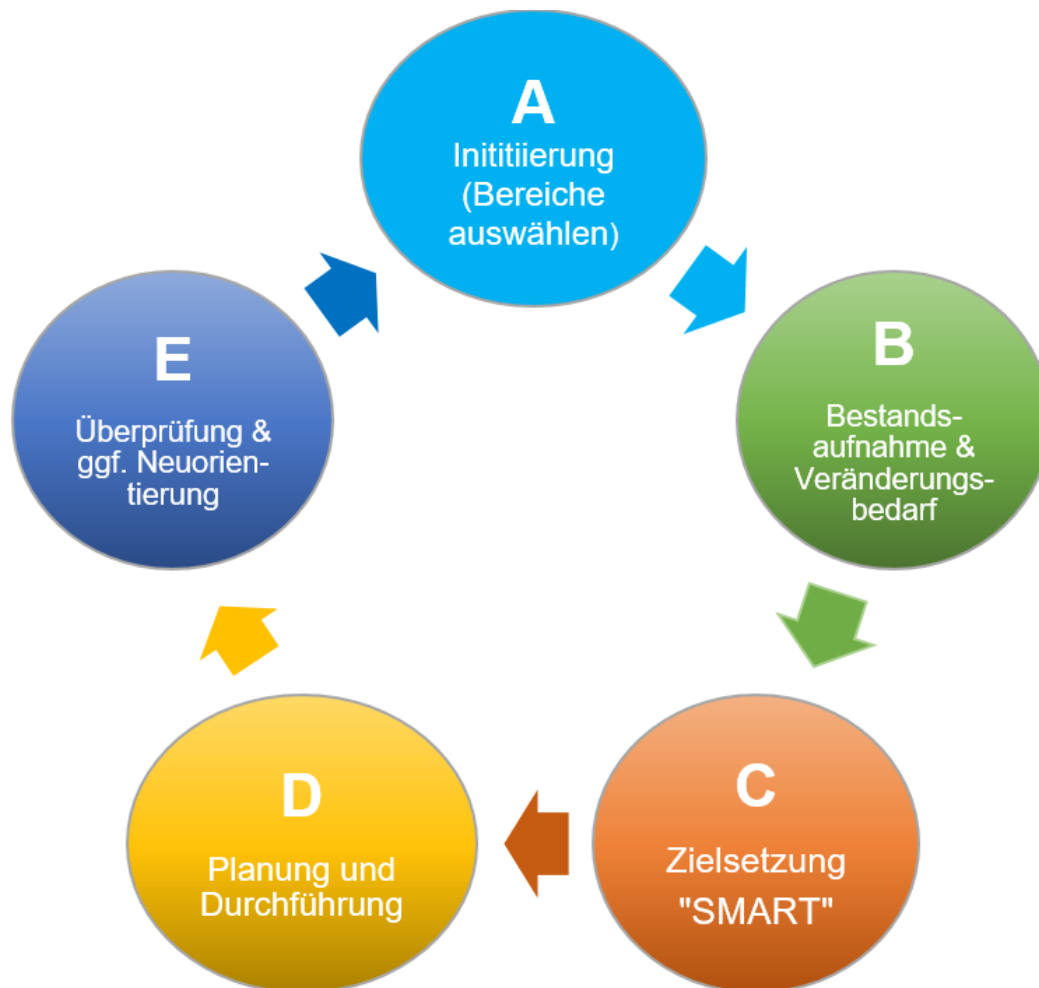 A
Inititiierung
(Bereiche
auswählen)
B
Bestands-
aufnahme &
Veränderungs-
bedarf
C
Zielsetzung
"SMART"
D
Planung und
Durchführung
E
Überprüfung &
ggf. Neuorien-
tierung